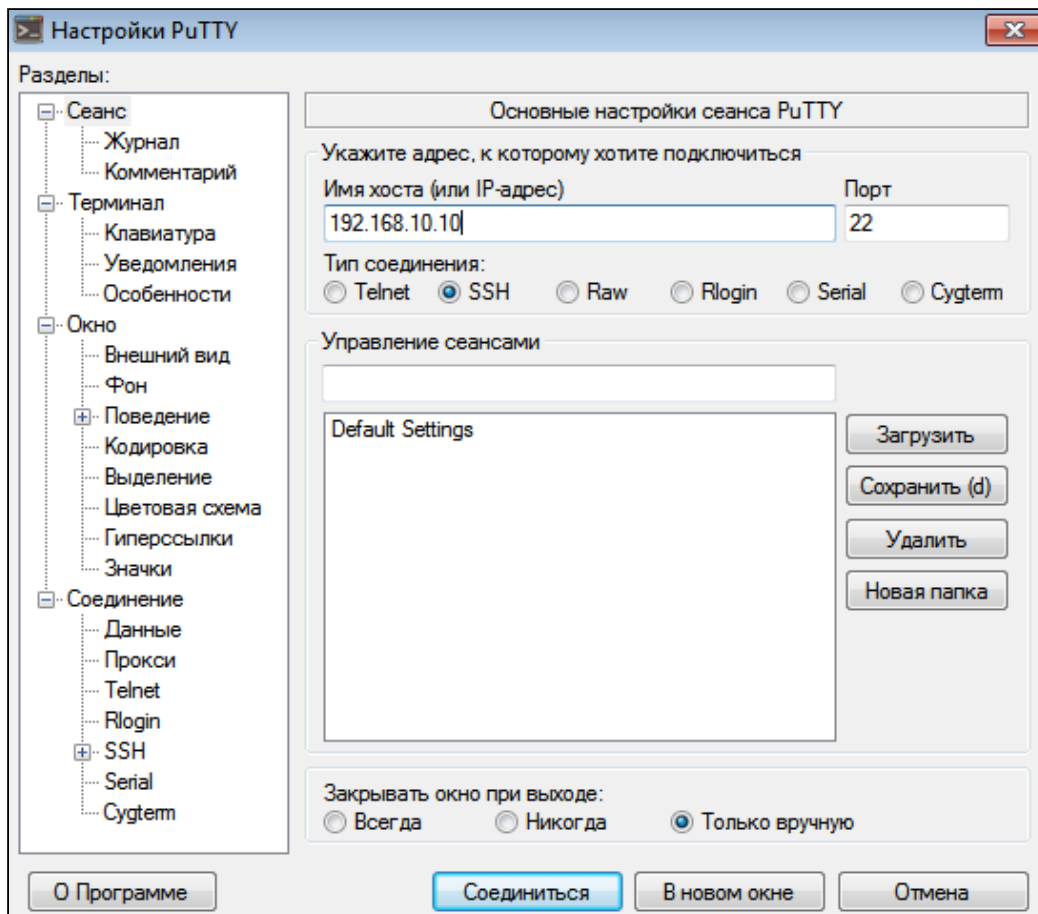 Настройки PuTTY
Разделы:
Сеанс
Журнал
Комментарий
Терминал
Клавиатура
Уведомления
Особенности
Окно
Внешний вид
Фон
Поведение
Кодировка
Выделение
Цветовая схема
Гиперссылки
Значки
Соединение
Данные
Прокси
Telnet
Rlogin
SSH
Serial
Cygterm
Основные настройки сеанса PuTTY
Укажите адрес, к которому хотите подключиться
Имя хоста (или IP-адрес) Порт
192.168.10.10 22
Тип соединения:
Telnet SSH Raw Rlogin Serial Cygterm
Управление сеансами
Default Settings
Загрузить
Сохранить (d)
Удалить
Новая папка
Закрывать окно при выходе:
Всегда Никогда Только вручную
О Программе Соединиться В новом окне Отмена